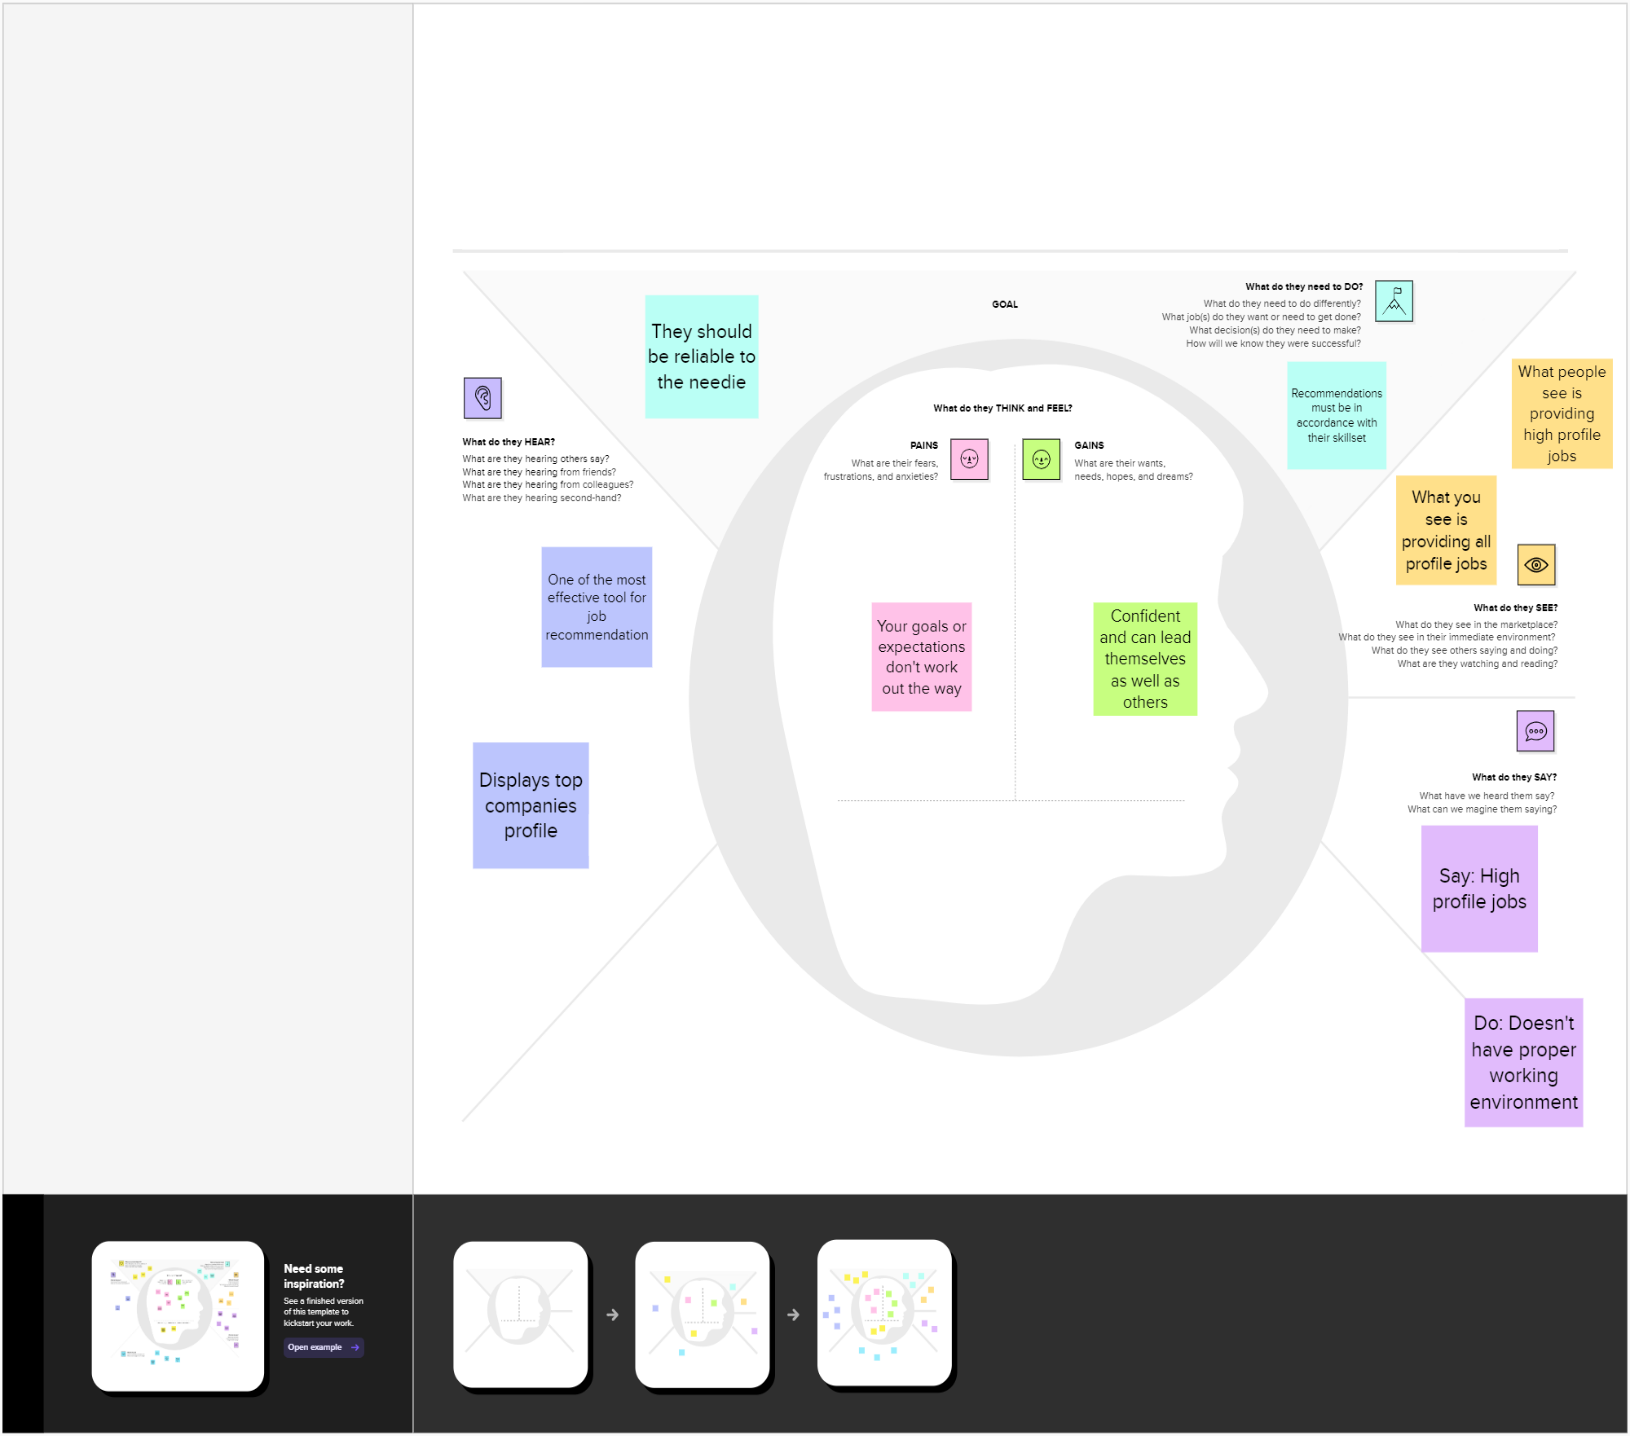 GOAL
They should
be reliable to
the needie
What do they need to DO?
What do they need to do differently?
What job(s) do they want or need to get done?
What decision(s) do they need to make?
How will we know they were successful?
Recommendations
must be in
accordance with
their skillset
What people
see is
providing
high profile
jobs
What do they HEAR?
What are they hearing others say?
What are they hearing from friends?
What are they hearing from colleagues?
What are they hearing second-hand?
What do they THINK and FEEL?
PAINS
What are their fears,
frustrations, and anxieties?
GAINS
What are their wants,
needs, hopes, and dreams?
What you
see is
providing all
profile jobs
One of the most
effective tool for
job
recommendation
Your goals or
expectations
don't work
out the way
Confident
and can lead
themselves
as well as
others
What do they SEE?
What do they see in the marketplace?
What do they see in their immediate environment?
What do they see others saying and doing?
What are they watching and reading?
Displays top
companies
profile
What do they SAY?
What have we heard them say?
What can we magine them saying?
Say: High
profile jobs
Do: Doesn't
have proper
working
environment
Need some
inspiration?
See a finished version
of this template to
kickstart your work.
Open example